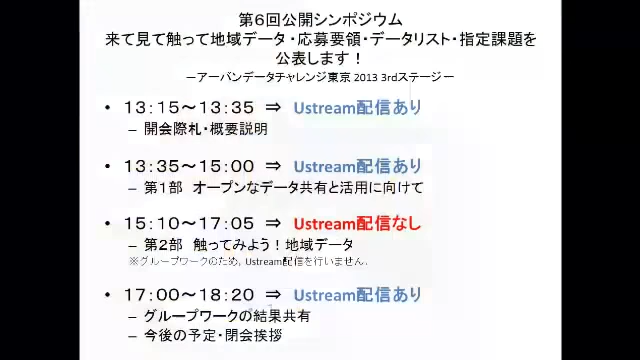 第6回公開シンポジウム
来て見て触って地域データ・応募要領・データリスト・指定課題を
公表します！
－アーバンデータチャレンジ東京 2013 3rdステージ－
• 13：15～13：35 ⇒ Ustream配信あり
– 開会際札・概要説明
• 13：35～15：00 ⇒ Ustream配信あり
– 第1部 オープンなデータ共有と活用に向けて
• 15：10～17：05 ⇒ Ustream配信なし
– 第2部 触ってみよう！地域データ
※グループワークのため, Ustream配信を行いません.
• 17：00～18：20 ⇒ Ustream配信あり
– グループワークの結果共有
– 今後の予定・閉会挨拶